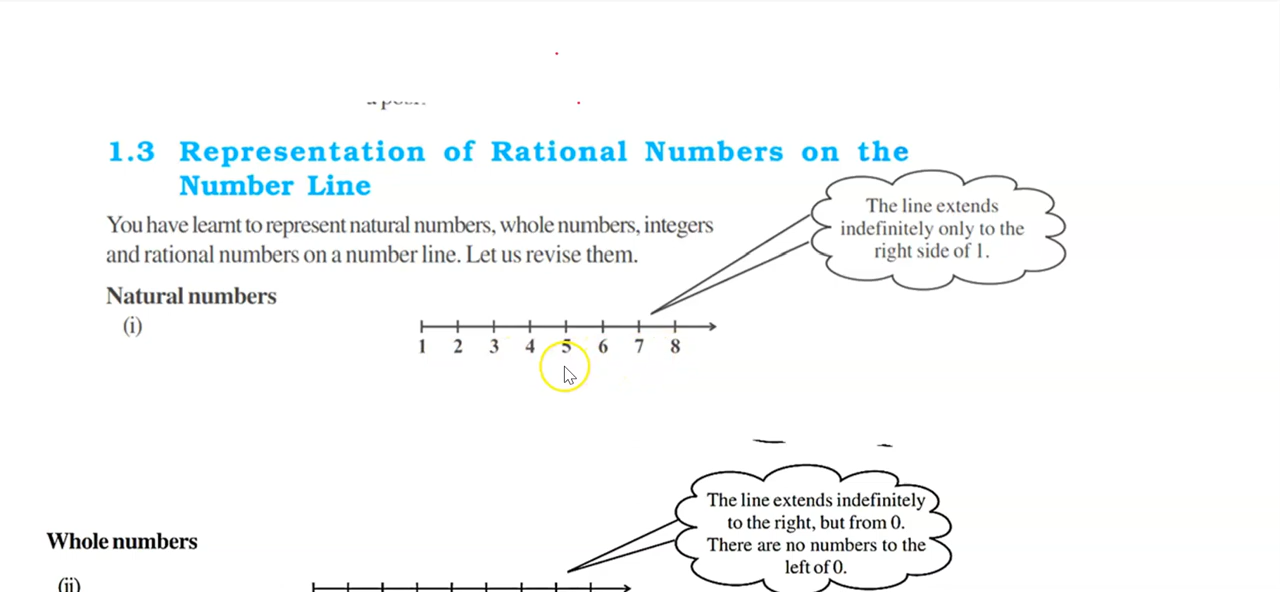 1.3 Representation of Rational Numbers on the
Number Line
You have learnt to represent natural numbers, whole numbers, integers
and rational numbers on a number line. Let us revise them.
The line extends
indefinitely only to the
right side of 1.
Natural numbers
(i)
1 2 3 4 5 6 7 8
The line extends indefinitely
to the right, but from 0.
There are no numbers to the
left of 0.
Whole numbers
(ii)